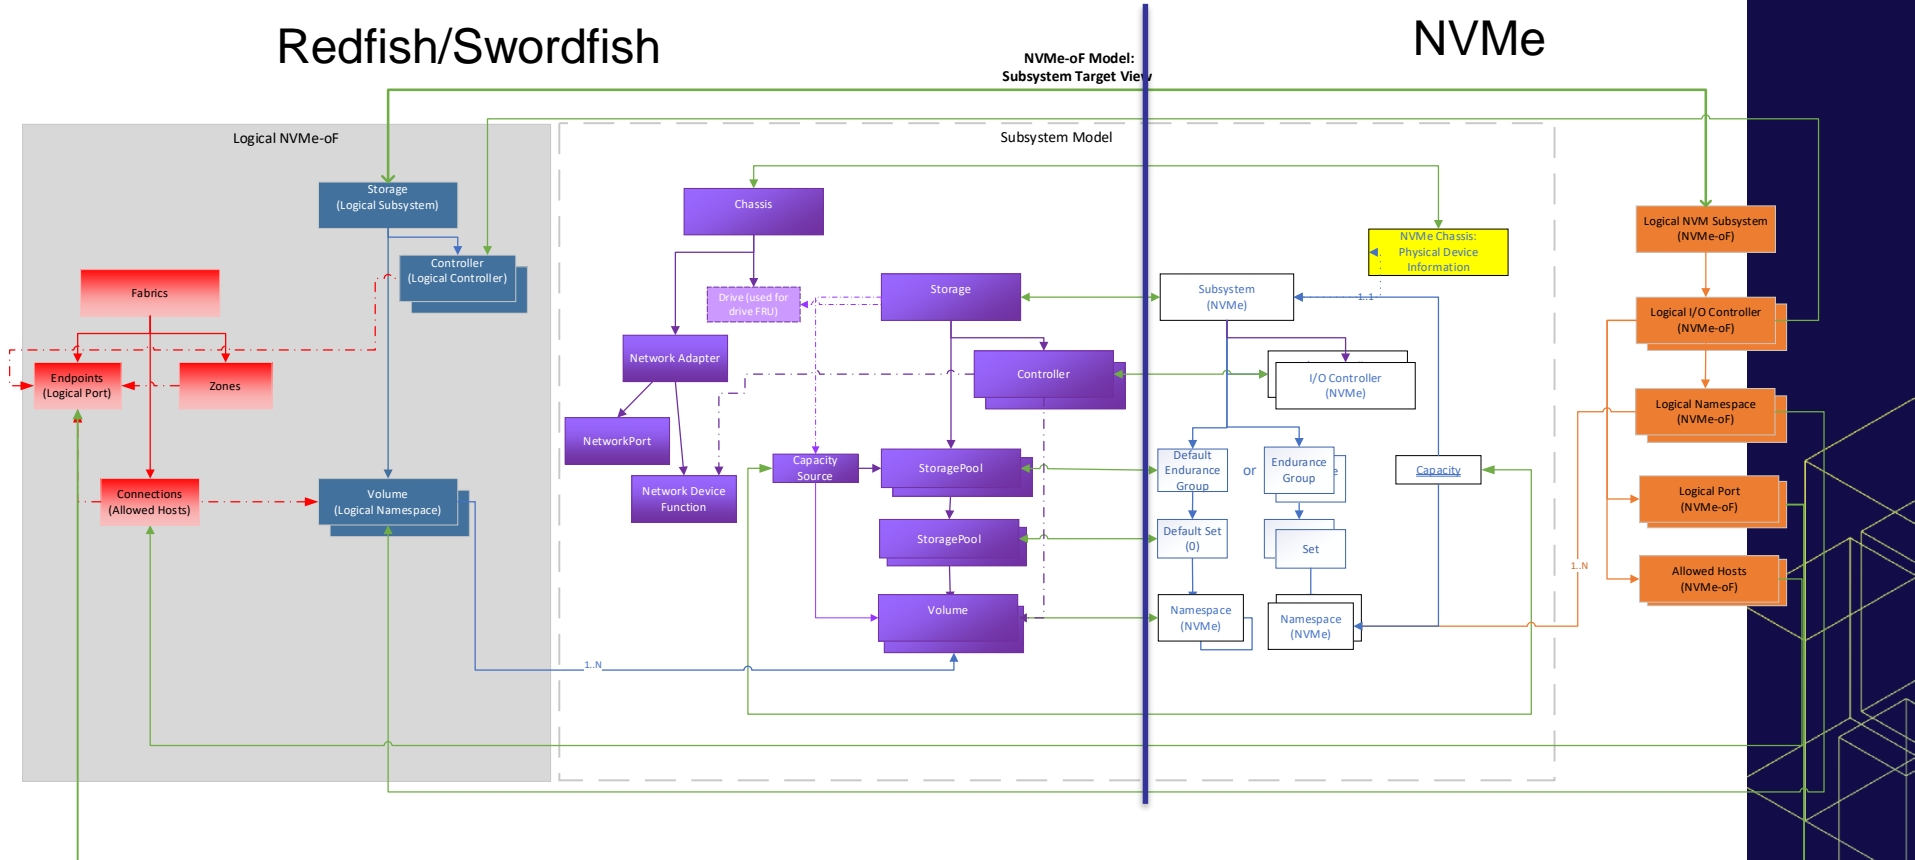 Redfish/Swordfish
NVMe
NVMe-oF Model:
Subsystem Target View
Logical NVMe-oF
Subsystem Model
Storage
(Logical Subsystem)
Controller
(Logical Controller)
Fabrics
Endpoints
(Logical Port)
Zones
Connections
(Allowed Hosts)
Volume
(Logical Namespace)
1..N
Chassis
Drive (used for
drive FRU)
Storage
Network Adapter
Controller
NetworkPort
Capacity
Source
StoragePool
Network Device
Function
StoragePool
Volume
NVMe Chassis:
Physical Device
Information
Subsystem
(NVMe)
1..1
I/O Controller
(NVMe)
Default
Endurance
Group
or
Endurance
Group
Capacity
Default Set
(0)
Set
Namespace
(NVMe)
Namespace
(NVMe)
1..N
Logical NVM Subsystem
(NVMe-oF)
Logical I/O Controller
(NVMe-oF)
Logical Namespace
(NVMe-oF)
Logical Port
(NVMe-oF)
Allowed Hosts
(NVMe-oF)